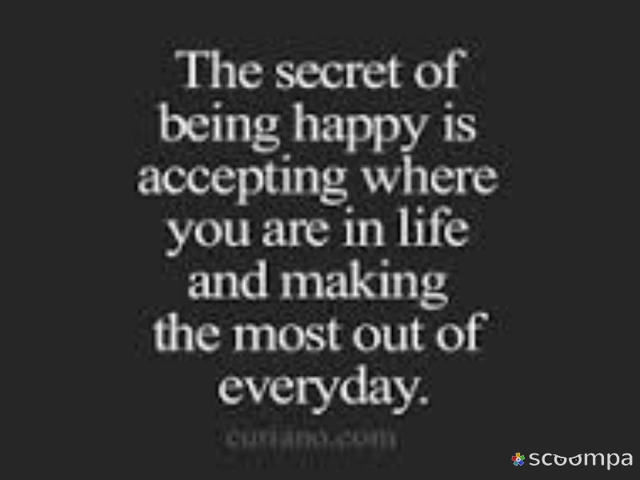 The secret of
being happy is
accepting where
you are in life
and making
the most out of
everyday.
curiano.com
scoompa